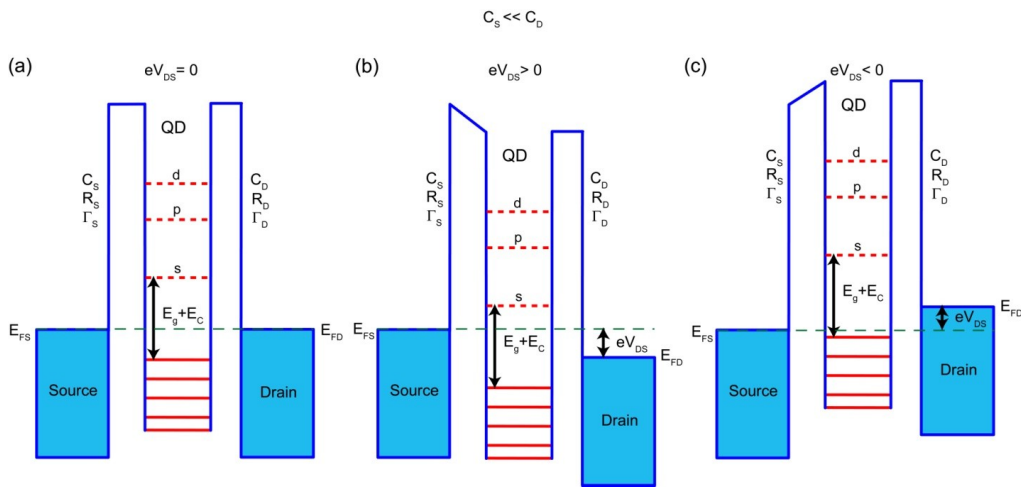 C_S << C_D
(a)
eV_DS = 0
QD
d
p
s
C_S
R_S
Γ_S
C_D
R_D
Γ_D
E_g+E_C
E_FS
E_FD
Source
Drain
(b)
eV_DS > 0
QD
d
p
s
C_S
R_S
Γ_S
C_D
R_D
Γ_D
E_g+E_C
eV_DS
E_FS
E_FD
Source
Drain
(c)
eV_DS < 0
QD
d
p
s
C_S
R_S
Γ_S
C_D
R_D
Γ_D
E_g+E_C
eV_DS
E_FS
E_FD
Source
Drain